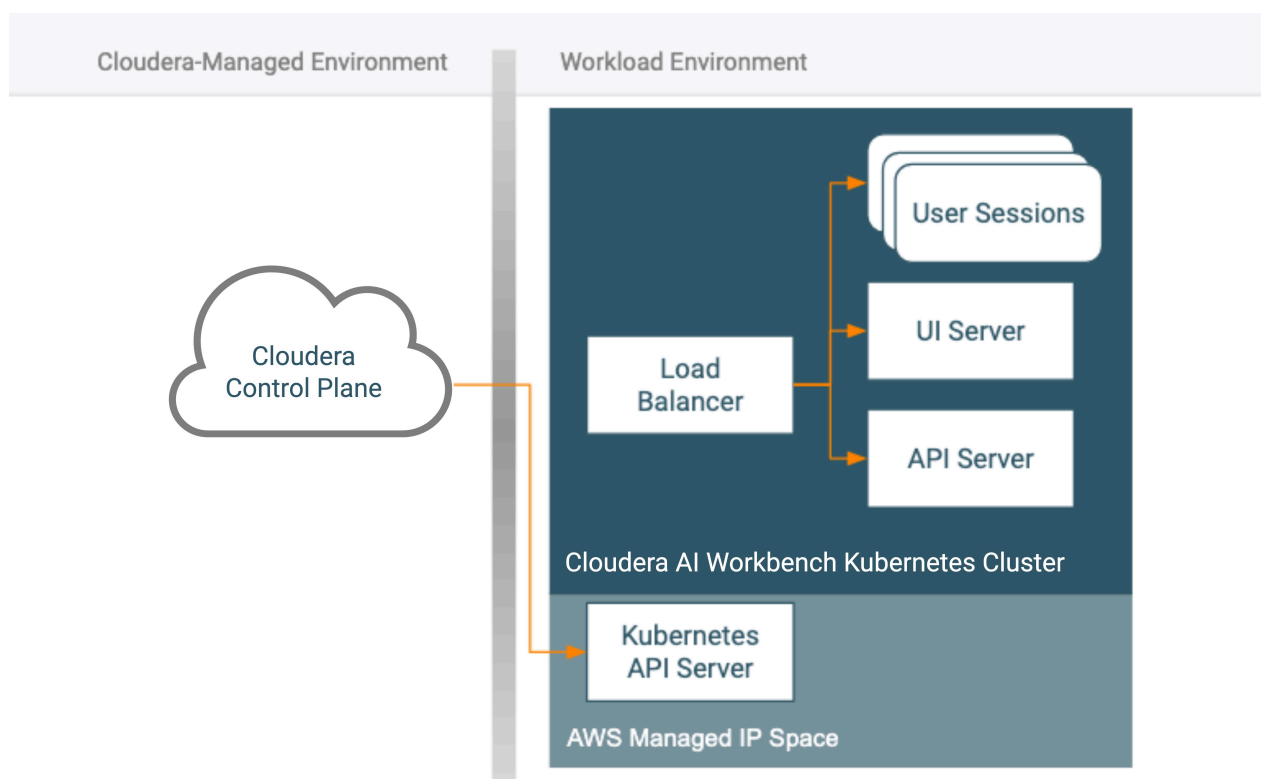 Cloudera-Managed Environment
Workload Environment
User Sessions
UI Server
Load
Balancer
API Server
Cloudera
Control Plane
Cloudera AI Workbench Kubernetes Cluster
Kubernetes
API Server
AWS Managed IP Space